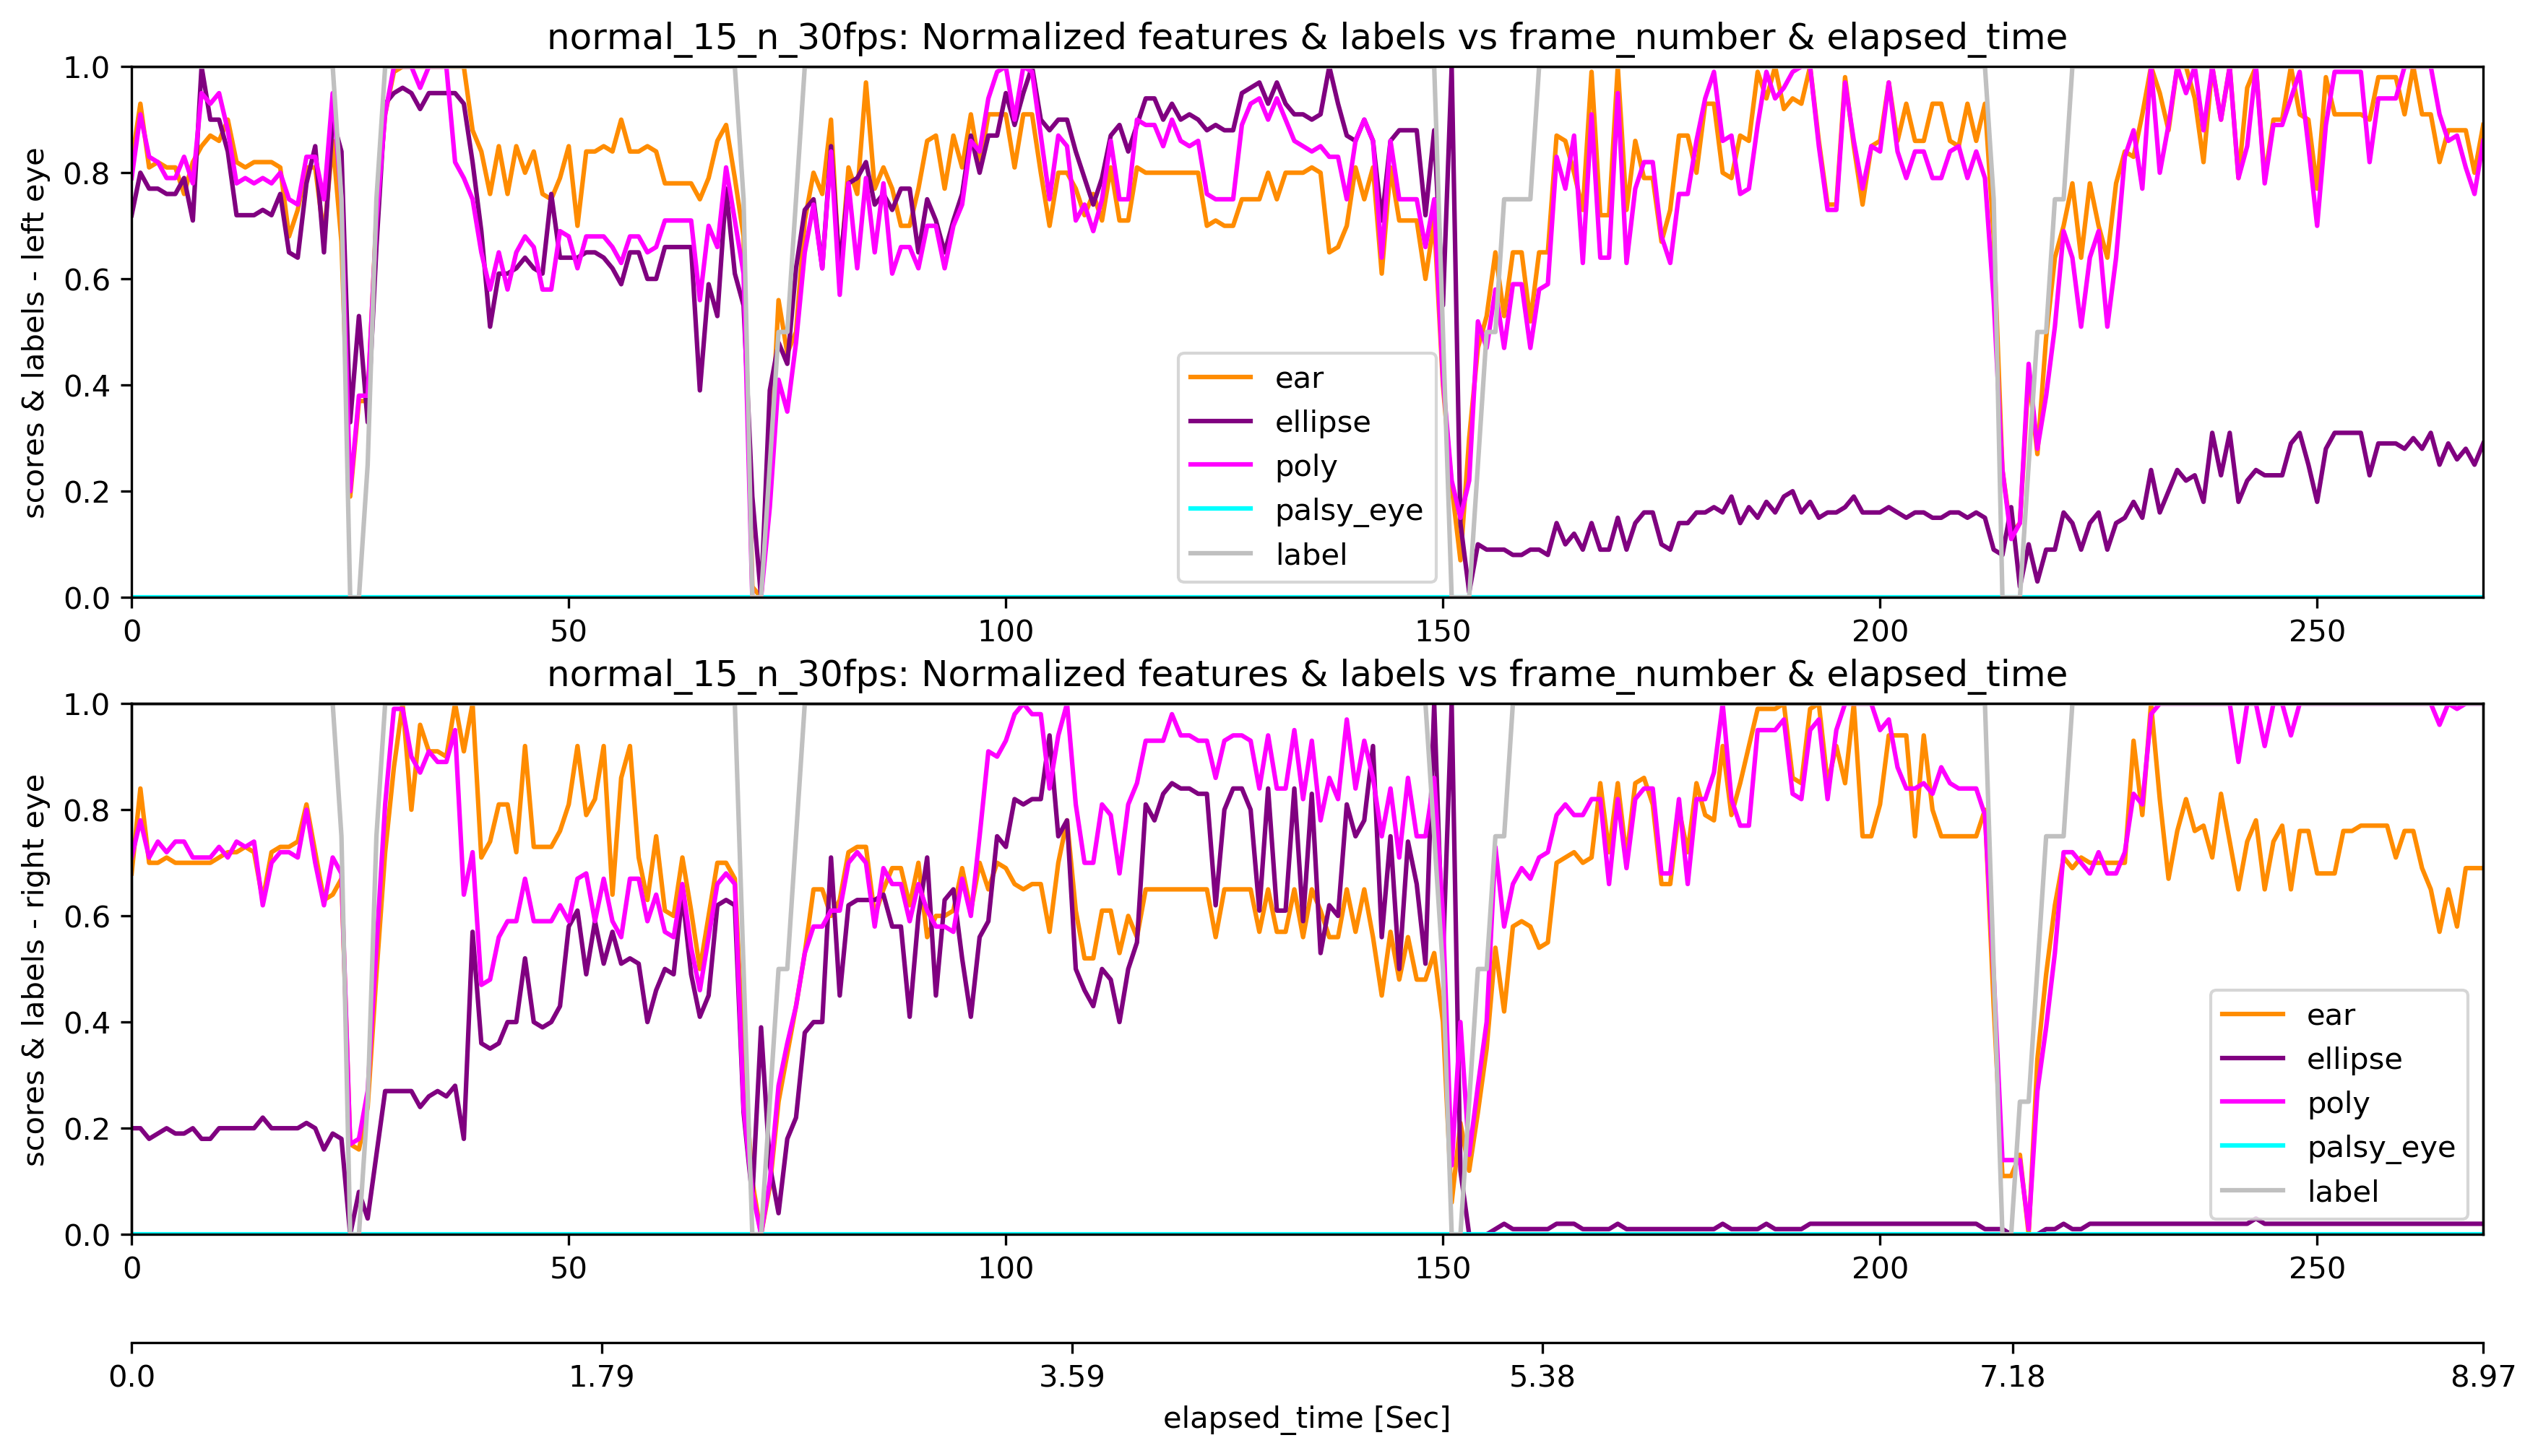 normal_15_n_30fps: Normalized features & labels vs frame_number & elapsed_time
scores & labels - left eye
1.0
0.8
0.6
0.4
0.2
0.0
ear
ellipse
poly
palsy_eye
label
0 50 100 150 200 250
normal_15_n_30fps: Normalized features & labels vs frame_number & elapsed_time
scores & labels - right eye
1.0
0.8
0.6
0.4
0.2
0.0
ear
ellipse
poly
palsy_eye
label
0 50 100 150 200 250
0.0 1.79 3.59 5.38 7.18 8.97
elapsed_time [Sec]